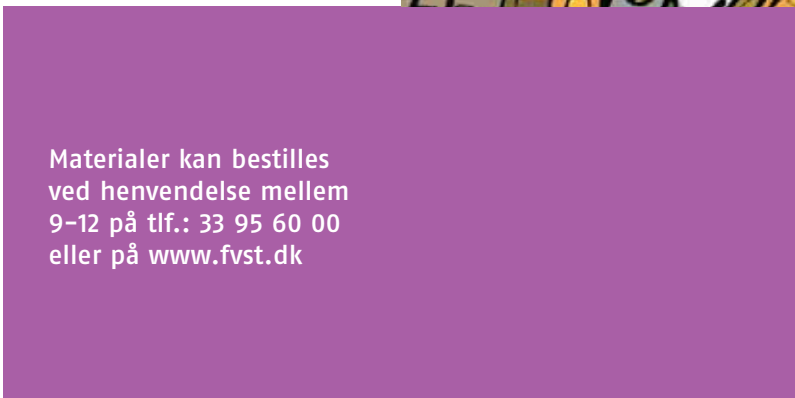 Materialer kan bestilles
ved henvendelse mellem
9-12 på tlf.: 33 95 60 00
eller på www.fvst.dk